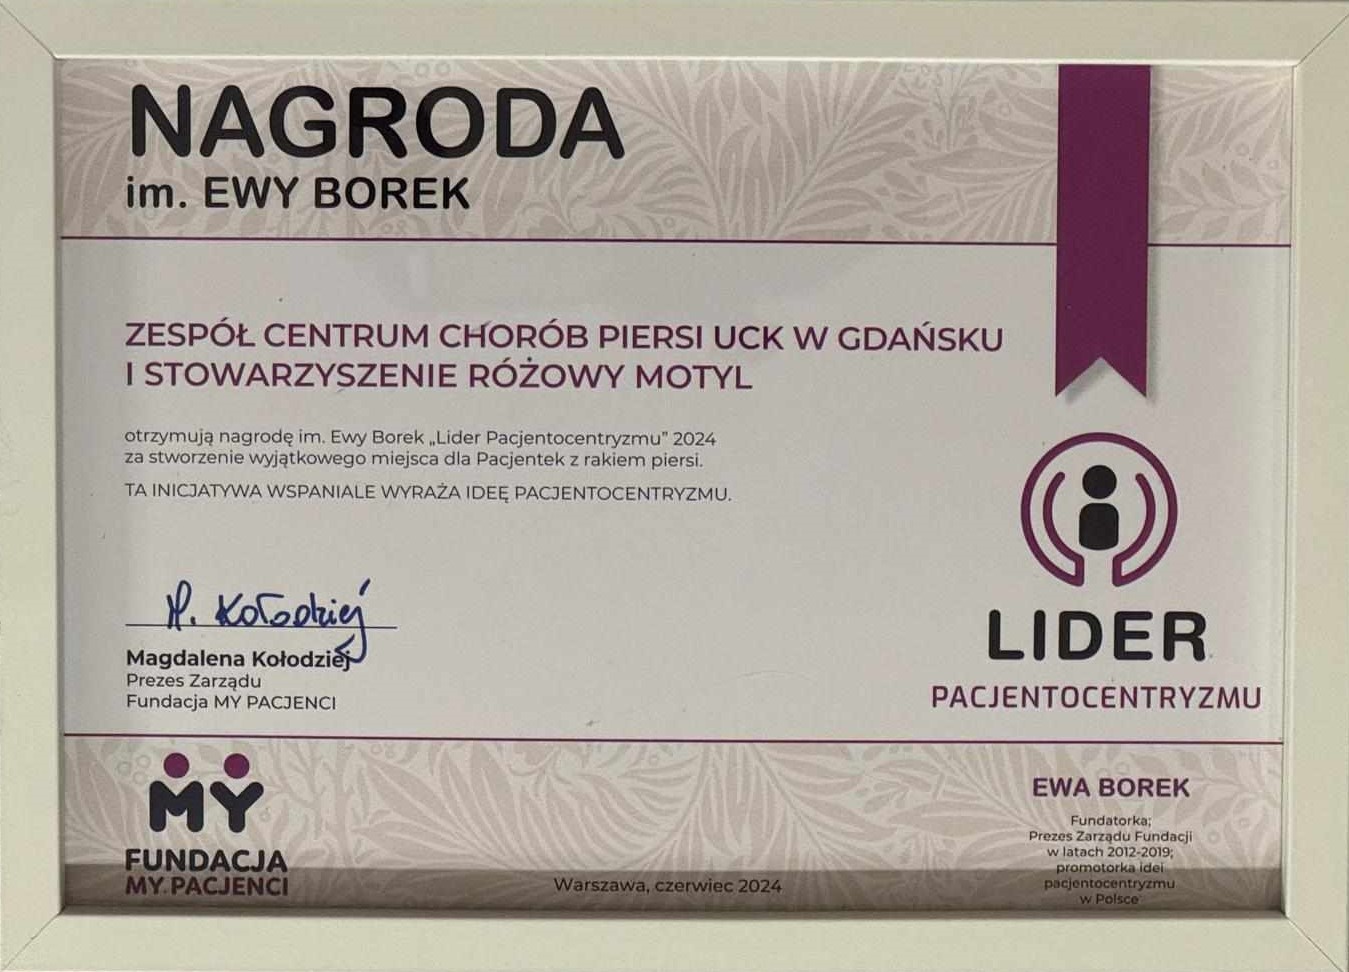 NAGRODA
im. EWY BOREK
ZESPÓŁ CENTRUM CHORÓB PIERSI UCK W GDAŃSKU
I STOWARZYSZENIE RÓŻOWY MOTYL
otrzymują nagrodę im. Ewy Borek „Lider Pacjentocentryzmu” 2024
za stworzenie wyjątkowego miejsca dla Pacjentek z rakiem piersi.
TA INICJATYWA WSPANIALE WYRAŻA IDEĘ PACJENTOCENTRYZMU.
M. Kołodziej
Magdalena Kołodziej
Prezes Zarządu
Fundacja MY PACJENCI
LIDER
PACJENTOCENTRYZMU
MY
FUNDACJA
MY PACJENCI
Warszawa, czerwiec 2024
EWA BOREK
Fundatorka;
Prezes Zarządu Fundacji
w latach 2012-2019;
promotorka idei
pacjentocentryzmu
w Polsce